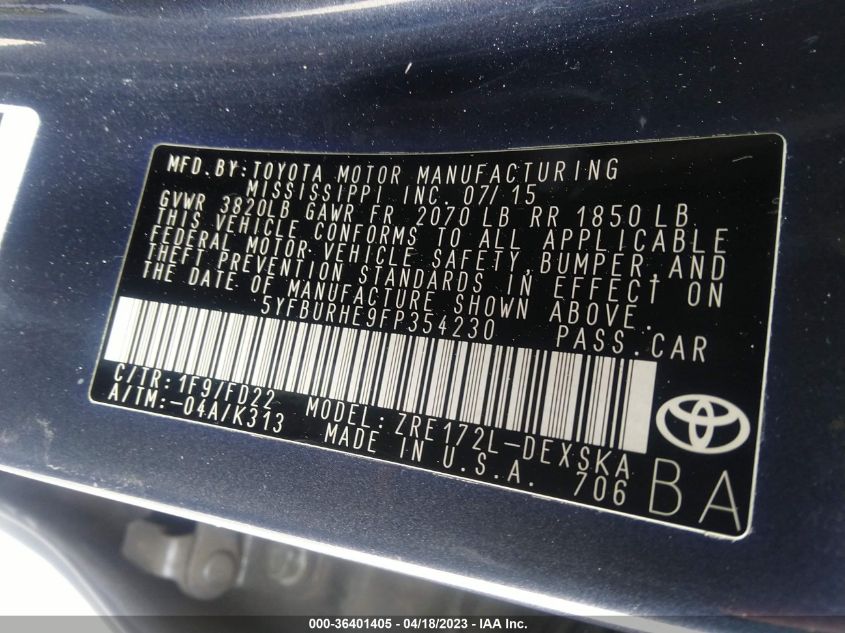 MFD.BY: TOYOTA MOTOR MANUFACTURING
MISSISSIPPI INC. 07/15
GVWR 3820LB GAWR FR 2070 LB RR 1850 LB
THIS VEHICLE CONFORMS TO ALL APPLICABLE
FEDERAL MOTOR VEHICLE SAFETY, BUMPER, AND
THEFT PREVENTION STANDARDS IN EFFECT ON
THE DATE OF MANUFACTURE SHOWN ABOVE.
5YFBURHE9FP354230 PASS.CAR
C/TR:1F9/FD22 MODEL:ZRE172L-DEXSKA
A/TM:-04A/K313 MADE IN U.S.A. 706
BA
000-36401405 - 04/18/2023 - IAA, Inc.